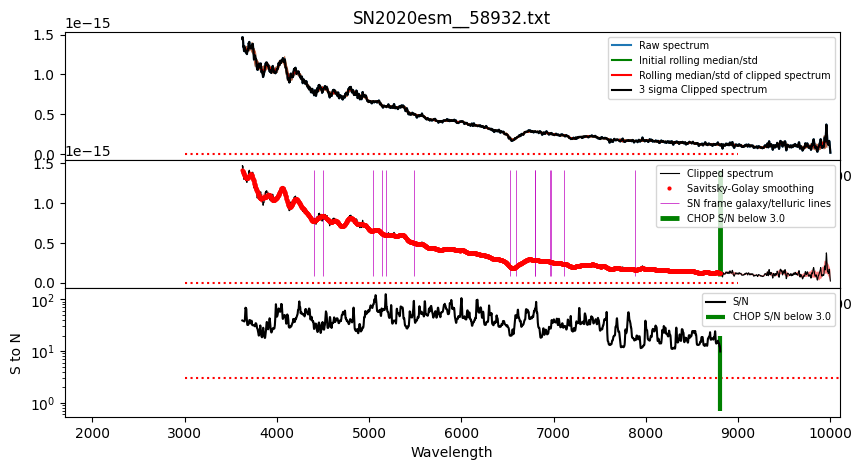 SN2020esm__58932.txt
1e−15
1.5
1.0
0.5
0.0
Raw spectrum
Initial rolling median/std
Rolling median/std of clipped spectrum
3 sigma Clipped spectrum
1e−15
1.5
1.0
0.5
0.0
Clipped spectrum
Savitsky-Golay smoothing
SN frame galaxy/telluric lines
CHOP S/N below 3.0
S to N
10²
10¹
10⁰
S/N
CHOP S/N below 3.0
2000 3000 4000 5000 6000 7000 8000 9000 10000
Wavelength